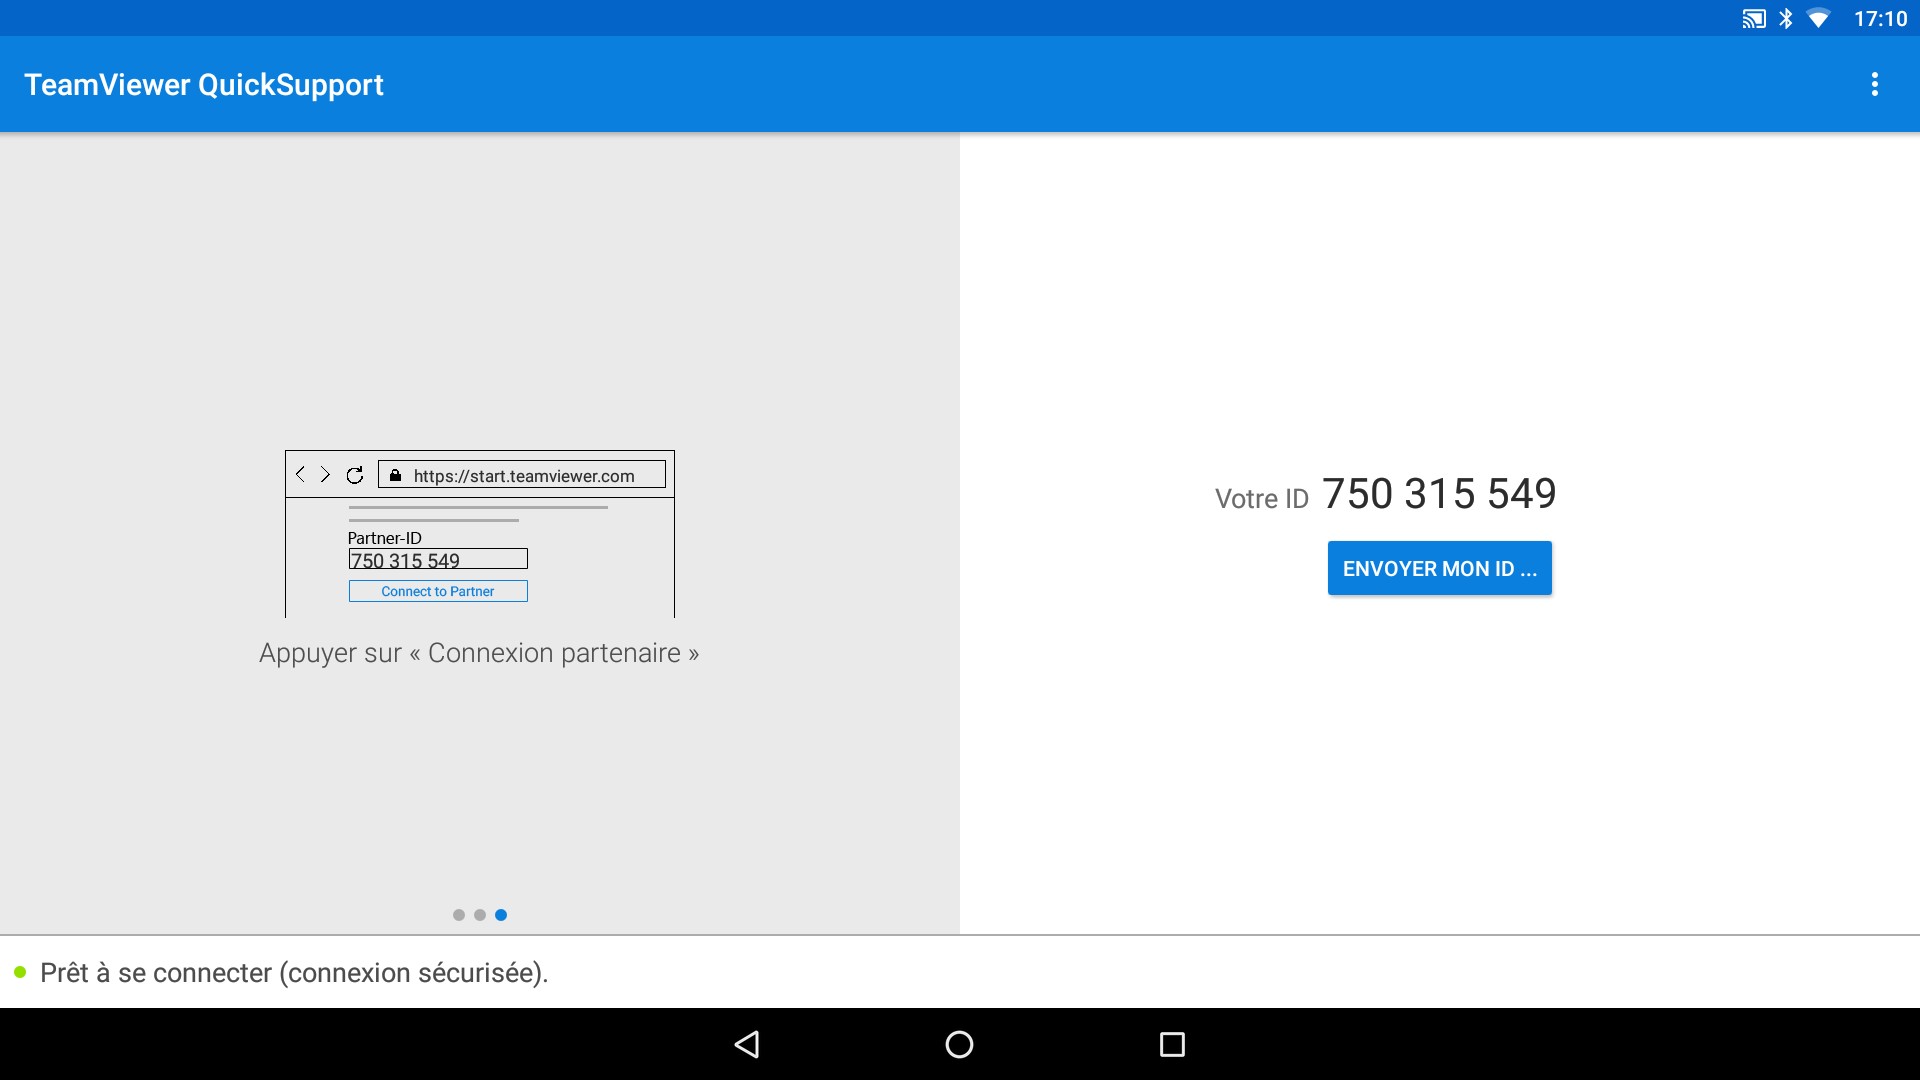 17:10
TeamViewer QuickSupport
https://start.teamviewer.com
Partner-ID
750 315 549
Connect to Partner
Appuyer sur « Connexion partenaire »
Votre ID 750 315 549
ENVOYER MON ID ...
Prêt à se connecter (connexion sécurisée).